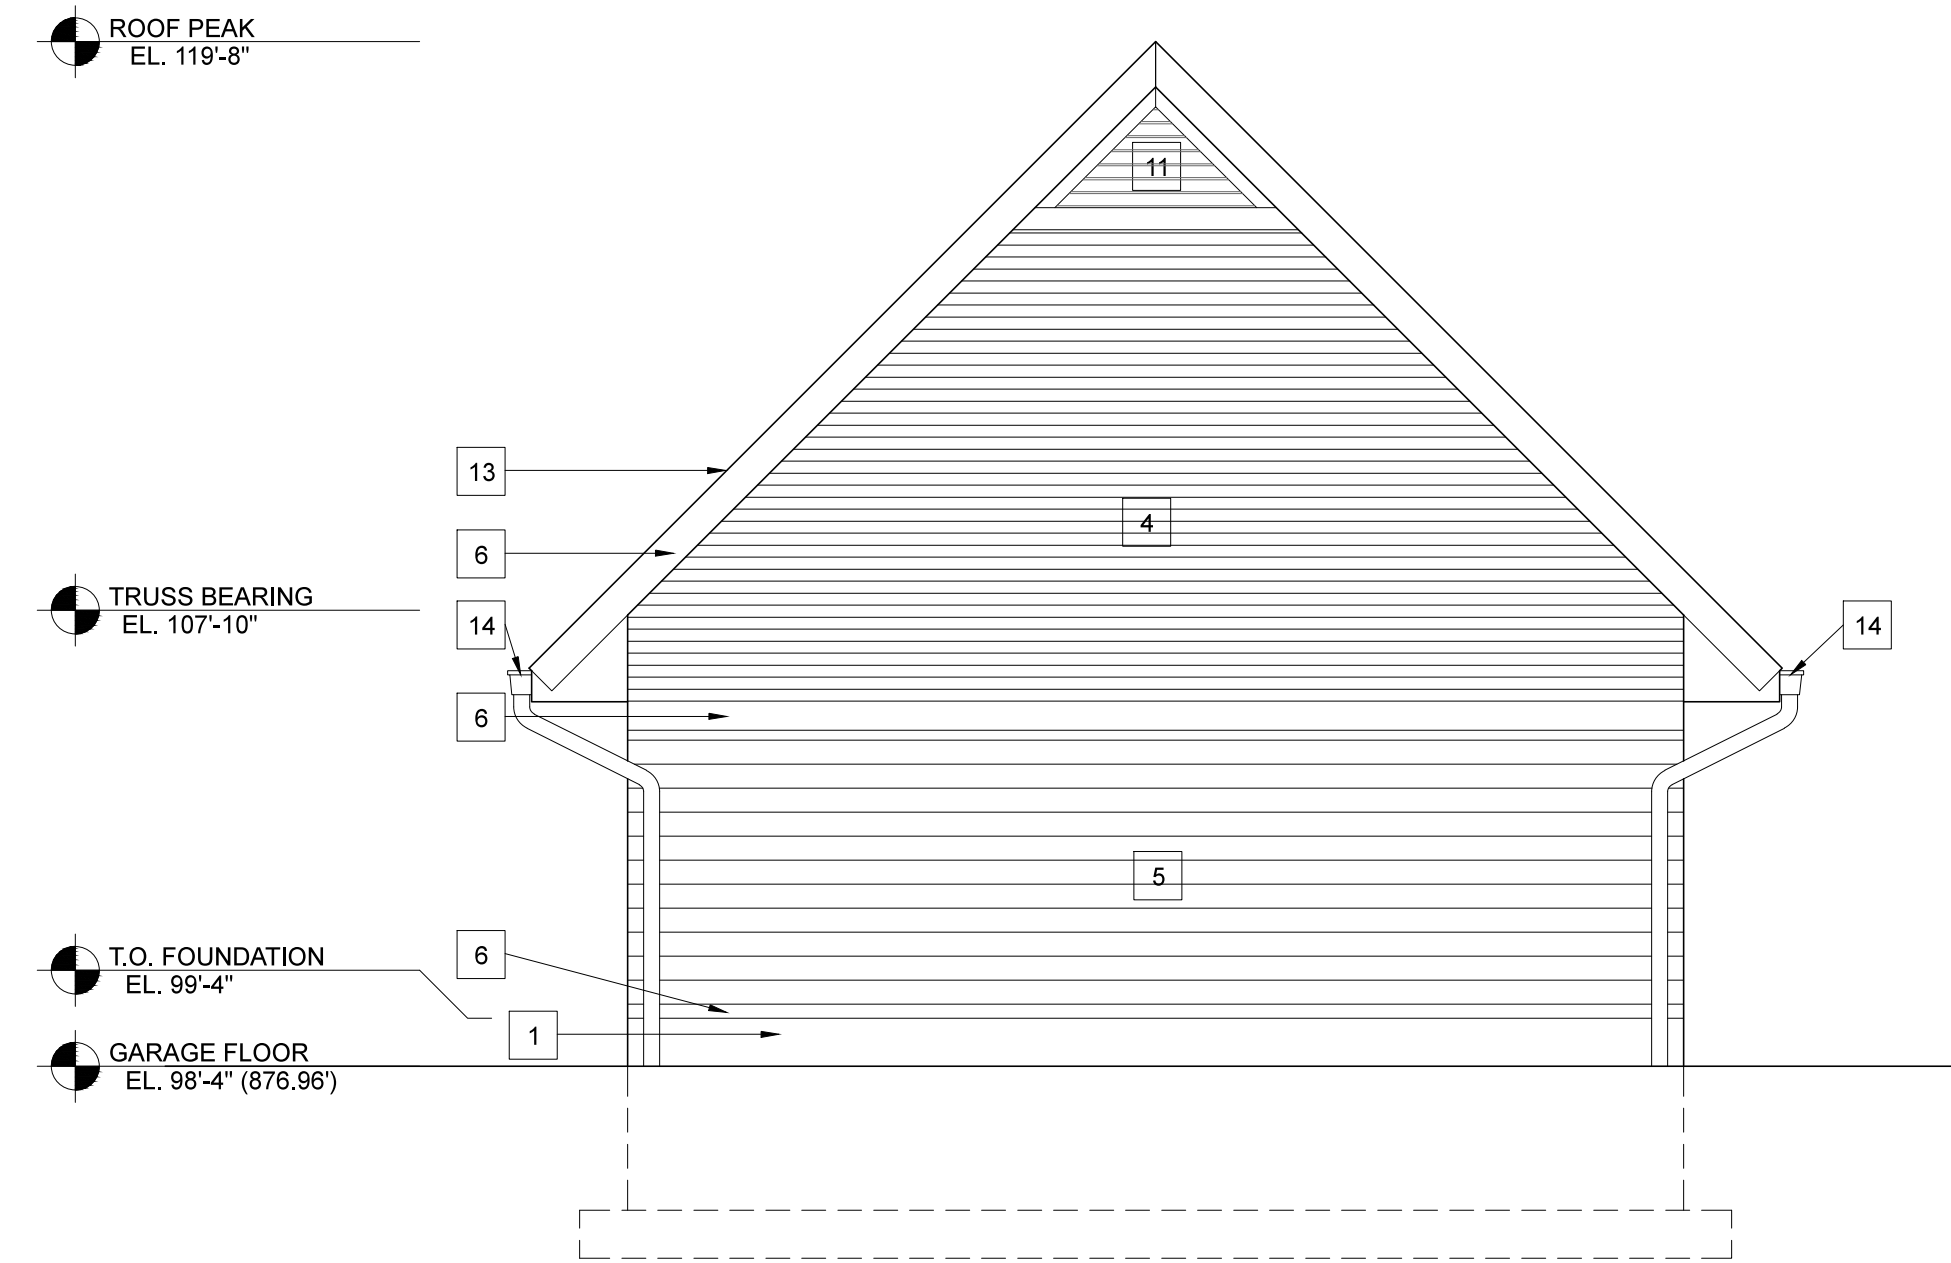 ROOF PEAK
EL. 119'-8"
11
13
4
6
TRUSS BEARING
EL. 107'-10"
14
14
6
5
T.O. FOUNDATION
EL. 99'-4"
6
1
GARAGE FLOOR
EL. 98'-4" (876.96')